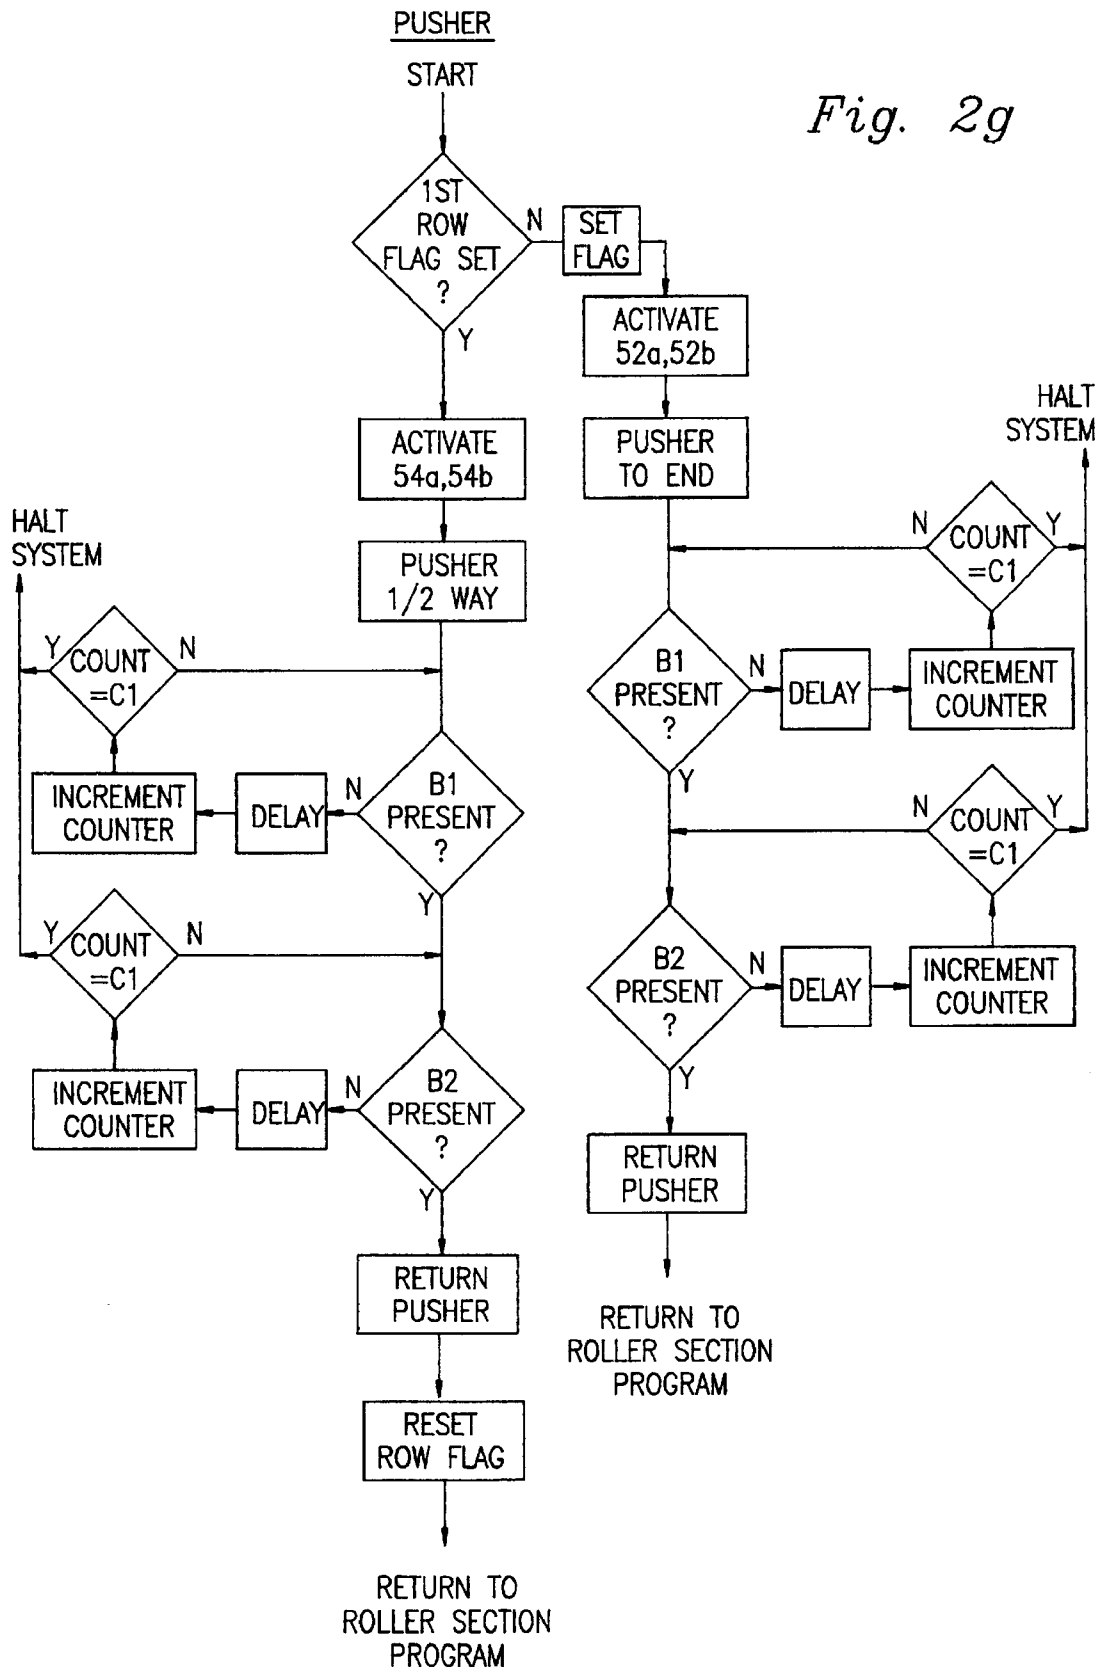 PUSHER
START
Fig. 2g
1ST
ROW
FLAG SET
?
N
SET
FLAG
Y
ACTIVATE
52a,52b
PUSHER
TO END
HALT
SYSTEM
N
COUNT
=C1
Y
B1
PRESENT
?
N
DELAY
INCREMENT
COUNTER
Y
N
COUNT
=C1
Y
B2
PRESENT
?
N
DELAY
INCREMENT
COUNTER
Y
RETURN
PUSHER
RETURN TO
ROLLER SECTION
PROGRAM
ACTIVATE
54a,54b
PUSHER
1/2 WAY
HALT
SYSTEM
Y
COUNT
=C1
N
B1
PRESENT
?
N
DELAY
INCREMENT
COUNTER
Y
Y
COUNT
=C1
N
B2
PRESENT
?
N
DELAY
INCREMENT
COUNTER
Y
RETURN
PUSHER
RESET
ROW FLAG
RETURN TO
ROLLER SECTION
PROGRAM